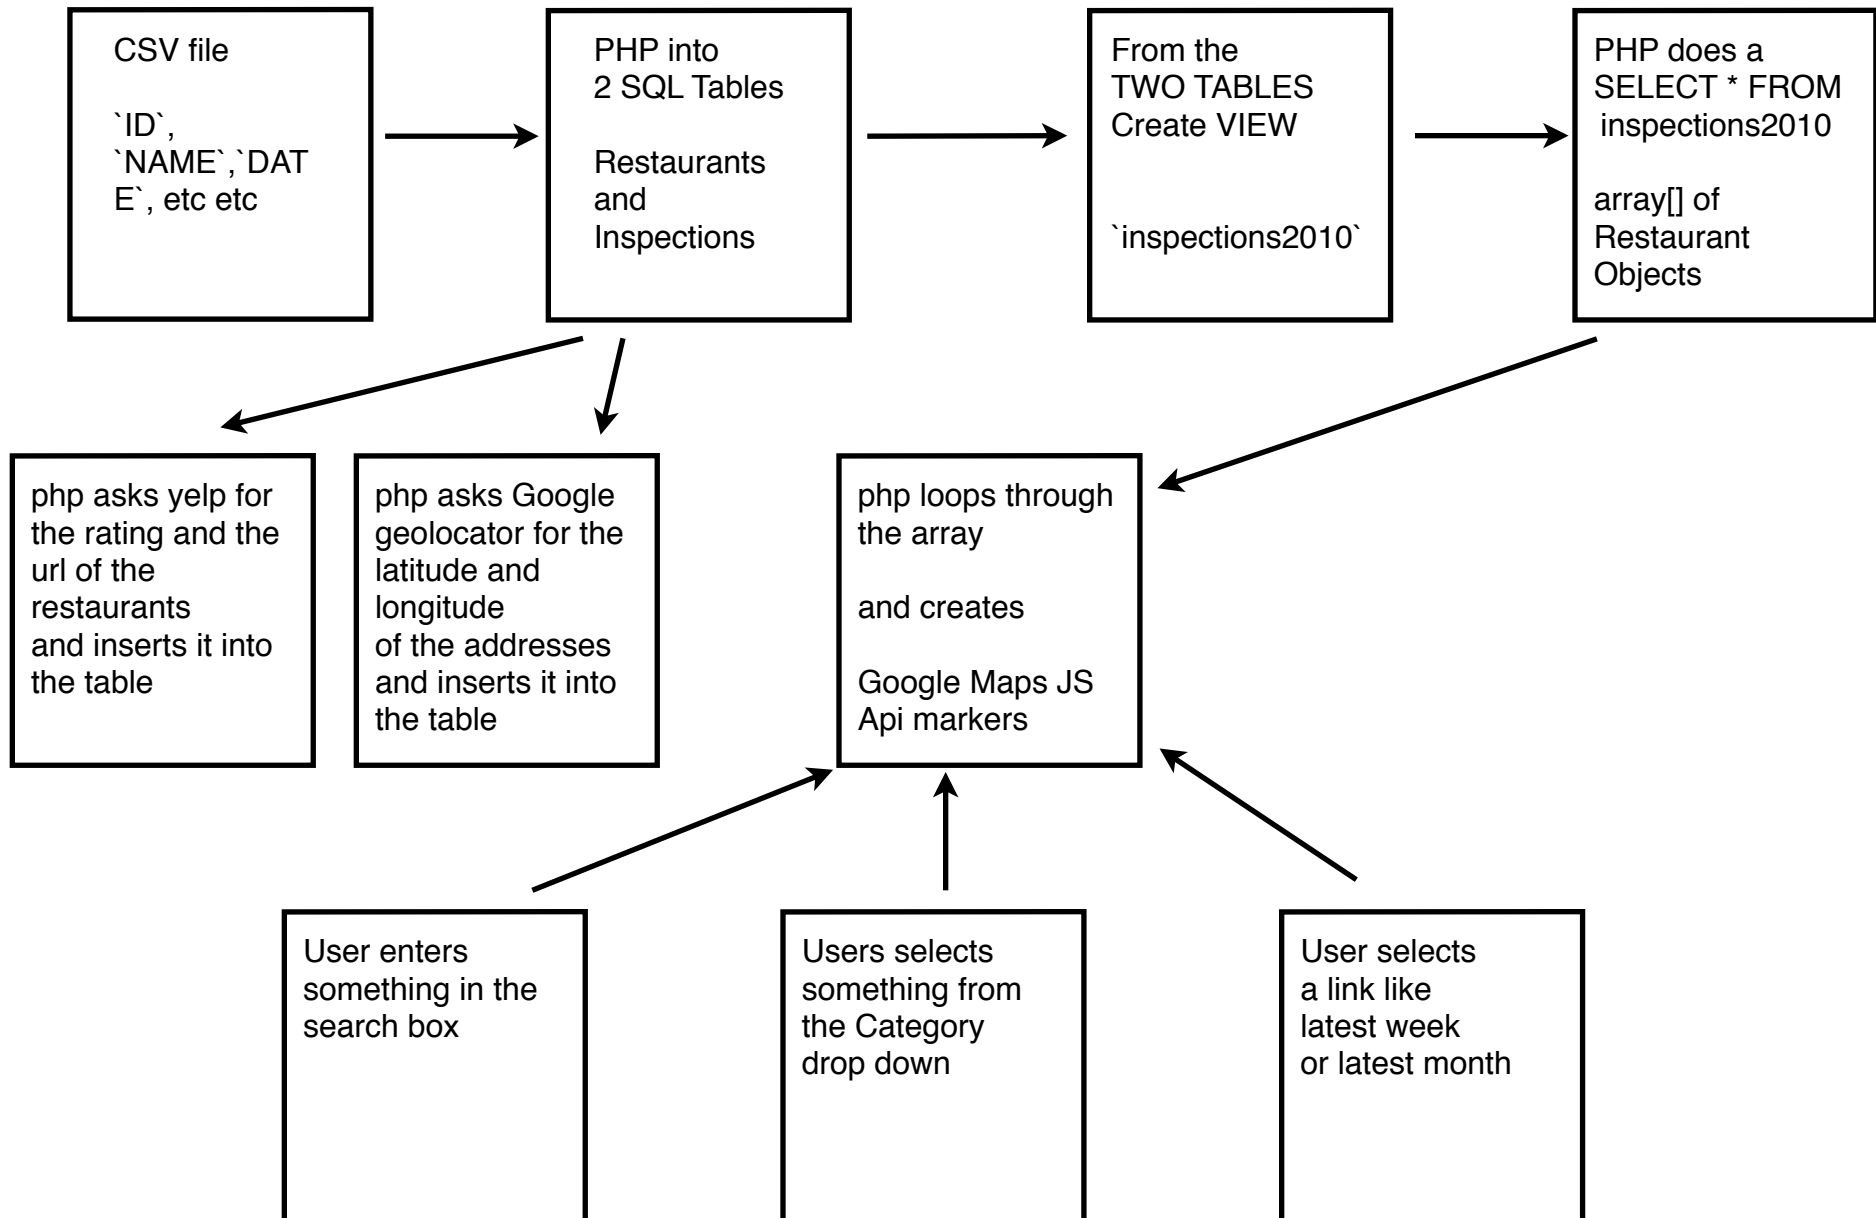 CSV file
`ID`,
`NAME`,`DAT
E`, etc etc
PHP into
2 SQL Tables
Restaurants
and
Inspections
From the
TWO TABLES
Create VIEW
`inspections2010`
PHP does a
SELECT * FROM
inspections2010
array[] of
Restaurant
Objects
php asks yelp for
the rating and the
url of the
restaurants
and inserts it into
the table
php asks Google
geolocator for the
latitude and
longitude
of the addresses
and inserts it into
the table
php loops through
the array
and creates
Google Maps JS
Api markers
User enters
something in the
search box
Users selects
something from
the Category
drop down
User selects
a link like
latest week
or latest month